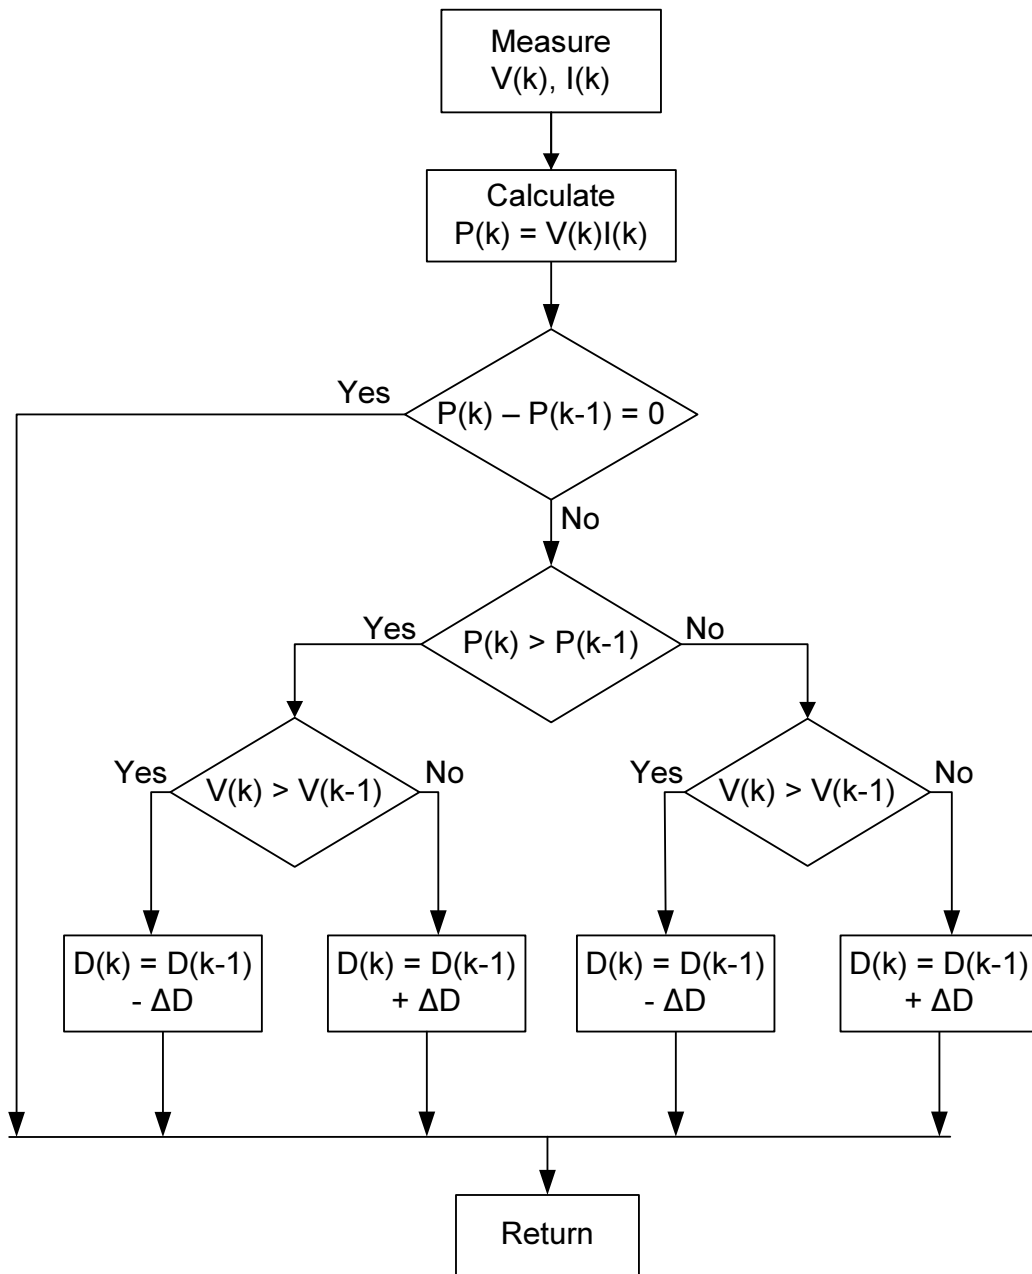 Measure
V(k), I(k)
Calculate
P(k) = V(k)I(k)
Yes
P(k) – P(k-1) = 0
No
Yes
P(k) > P(k-1)
No
Yes
V(k) > V(k-1)
No
Yes
V(k) > V(k-1)
No
D(k) = D(k-1)
- ΔD
D(k) = D(k-1)
+ ΔD
D(k) = D(k-1)
- ΔD
D(k) = D(k-1)
+ ΔD
Return